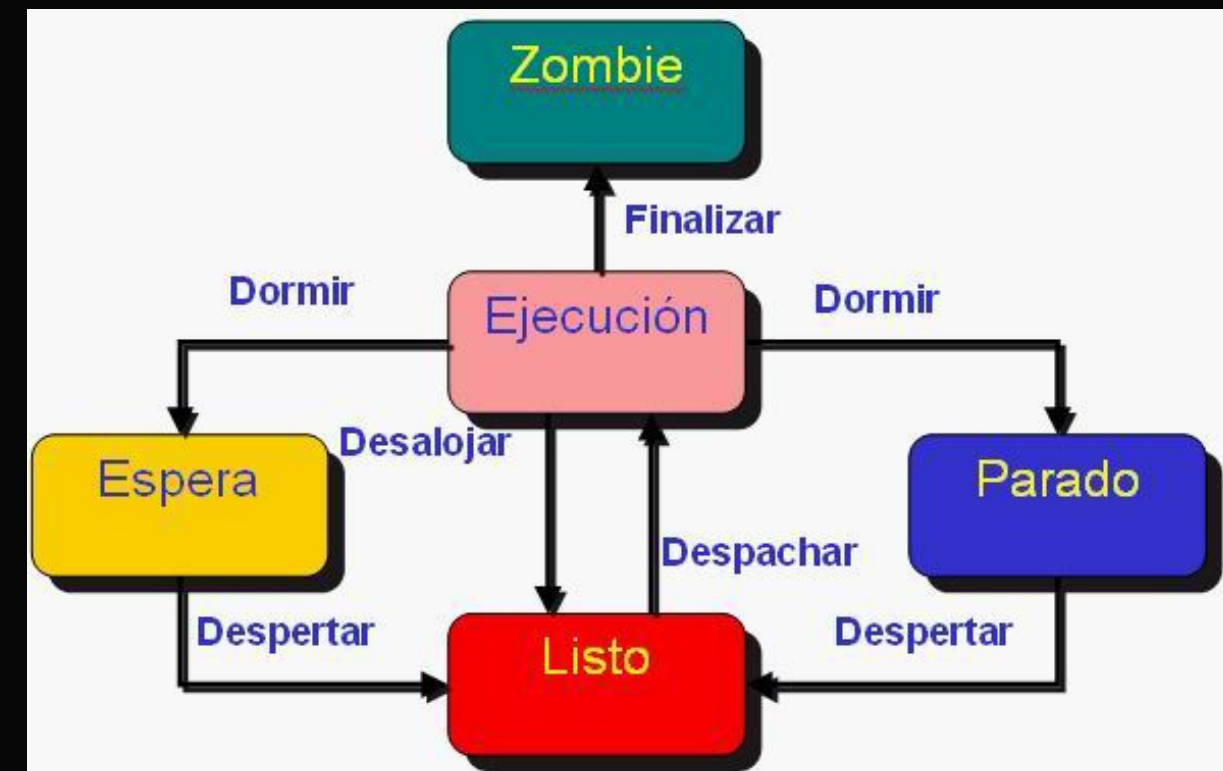 Zombie
Finalizar
Dormir
Ejecución
Dormir
Desalojar
Espera
Parado
Despachar
Despertar
Listo
Despertar